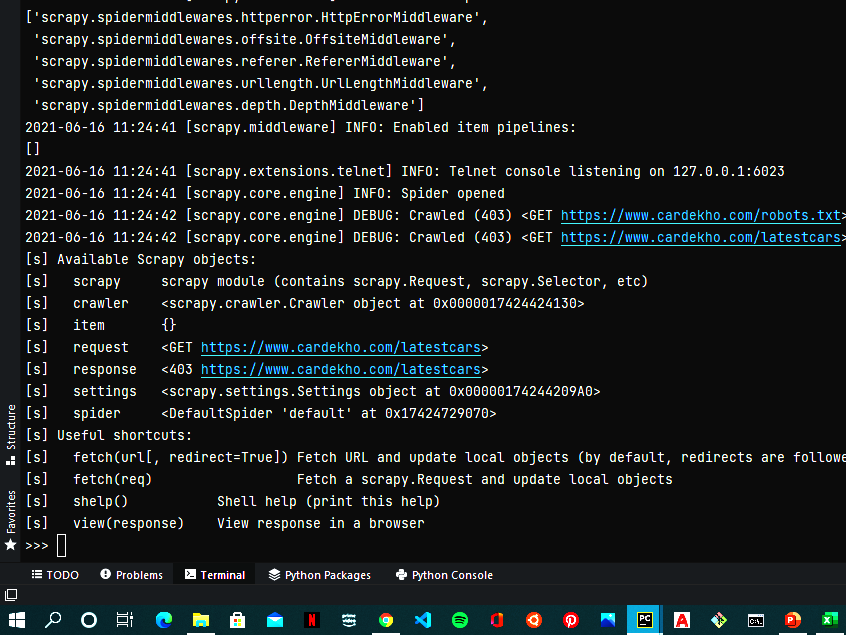 ['scrapy.spidermiddlewares.httperror.HttpErrorMiddleware',
'scrapy.spidermiddlewares.offsite.OffsiteMiddleware',
'scrapy.spidermiddlewares.referer.RefererMiddleware',
'scrapy.spidermiddlewares.urllength.UrlLengthMiddleware',
'scrapy.spidermiddlewares.depth.DepthMiddleware']
2021-06-16 11:24:41 [scrapy.middleware] INFO: Enabled item pipelines:
[]
2021-06-16 11:24:41 [scrapy.extensions.telnet] INFO: Telnet console listening on 127.0.0.1:6023
2021-06-16 11:24:41 [scrapy.core.engine] INFO: Spider opened
2021-06-16 11:24:42 [scrapy.core.engine] DEBUG: Crawled (403) <GET https://www.cardekho.com/robots.txt>
2021-06-16 11:24:42 [scrapy.core.engine] DEBUG: Crawled (403) <GET https://www.cardekho.com/latestcars>
[s] Available Scrapy objects:
[s] scrapy scrapy module (contains scrapy.Request, scrapy.Selector, etc)
[s] crawler <scrapy.crawler.Crawler object at 0x0000017424424130>
[s] item {}
[s] request <GET https://www.cardekho.com/latestcars>
[s] response <403 https://www.cardekho.com/latestcars>
[s] settings <scrapy.settings.Settings object at 0x00000174244209A0>
[s] spider <DefaultSpider 'default' at 0x17424729070>
[s] Useful shortcuts:
[s] fetch(url[, redirect=True]) Fetch URL and update local objects (by default, redirects are followe
[s] fetch(req) Fetch a scrapy.Request and update local objects
[s] shelp() Shell help (print this help)
[s] view(response) View response in a browser
>>>
Structure
Favorites
TODO Problems Terminal Python Packages Python Console